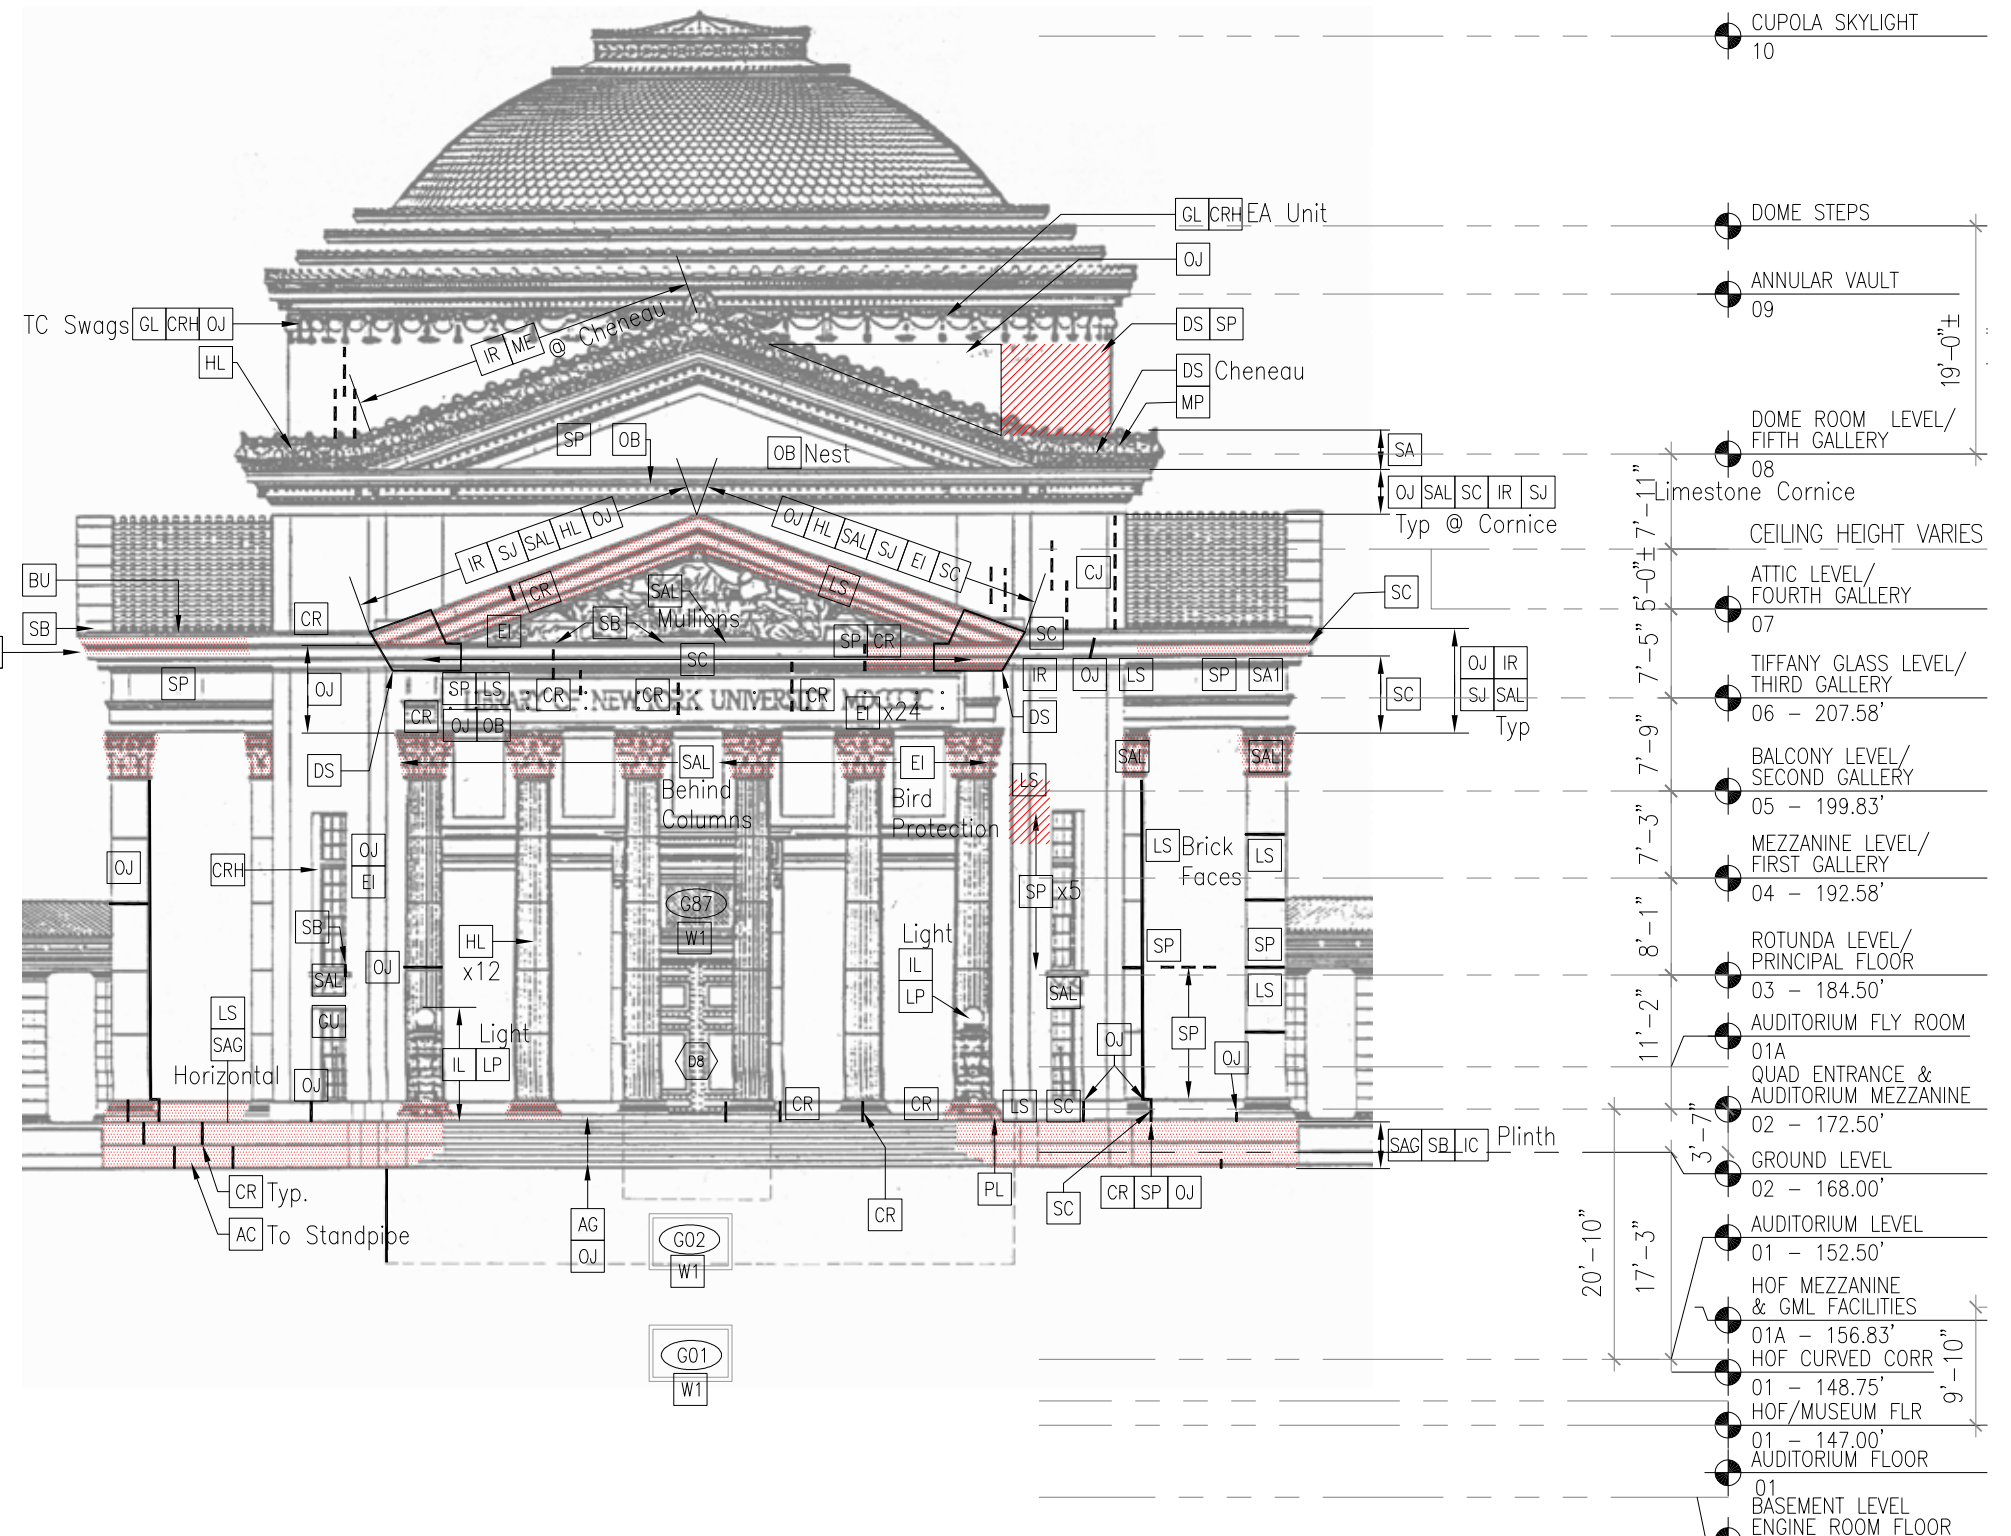 CUPOLA SKYLIGHT
10
DOME STEPS
ANNULAR VAULT
09
19'-0"±
DOME ROOM LEVEL/
FIFTH GALLERY
08
7'-11"
Limestone Cornice
CEILING HEIGHT VARIES
5'-0"±
ATTIC LEVEL/
FOURTH GALLERY
07
7'-5"
TIFFANY GLASS LEVEL/
THIRD GALLERY
06 - 207.58'
7'-9"
BALCONY LEVEL/
SECOND GALLERY
05 - 199.83'
7'-3"
MEZZANINE LEVEL/
FIRST GALLERY
04 - 192.58'
8'-1"
ROTUNDA LEVEL/
PRINCIPAL FLOOR
03 - 184.50'
11'-2"
AUDITORIUM FLY ROOM
01A
QUAD ENTRANCE &
AUDITORIUM MEZZANINE
02 - 172.50'
3'-7"
GROUND LEVEL
02 - 168.00'
20'-10"
17'-3"
AUDITORIUM LEVEL
01 - 152.50'
HOF MEZZANINE
& GML FACILITIES
01A - 156.83'
HOF CURVED CORR
01 - 148.75'
9'-10"
HOF/MUSEUM FLR
01 - 147.00'
AUDITORIUM FLOOR
01
BASEMENT LEVEL
ENGINE ROOM FLOOR
GL CRH EA Unit
OJ
TC Swags GL CRH OJ
DS SP
HL
IR ME @ Cheneau
DS Cheneau
MP
SP OB
OB Nest
SA
OJ SAL SC IR SJ
Typ @ Cornice
IR SJ SAL HL OJ
OJ HL SAL SJ EI SC
CJ
BU
SB
CR
CR
SAL
Mullions
LS
SC
EI
SB
SP CR
SC
SC
SP
OJ
SP LS
CR
CR
CR
IR
OJ
LS
SP
SA1
SC
OJ IR
SJ SAL
Typ
LIBRARY OF NEW YORK UNIVERSITY MDCCCIC
CR
OJ OB
EI x24
DS
DS
SAL
Behind
Columns
EI
Bird
Protection
LS
SAL
SAL
OJ
CRH
OJ
EI
LS Brick
Faces
LS
SP x5
G87
W1
SB
HL
x12
OJ
Light
IL
LP
SP
SP
SAL
SAL
LS
LS
SAG
GU
Light
IL LP
D8
SP
OJ
OJ
Horizontal
OJ
CR
CR
LS
SC
SAG SB IC Plinth
CR Typ.
AC To Standpipe
AG
OJ
CR
PL
SC
CR SP OJ
G02
W1
G01
W1